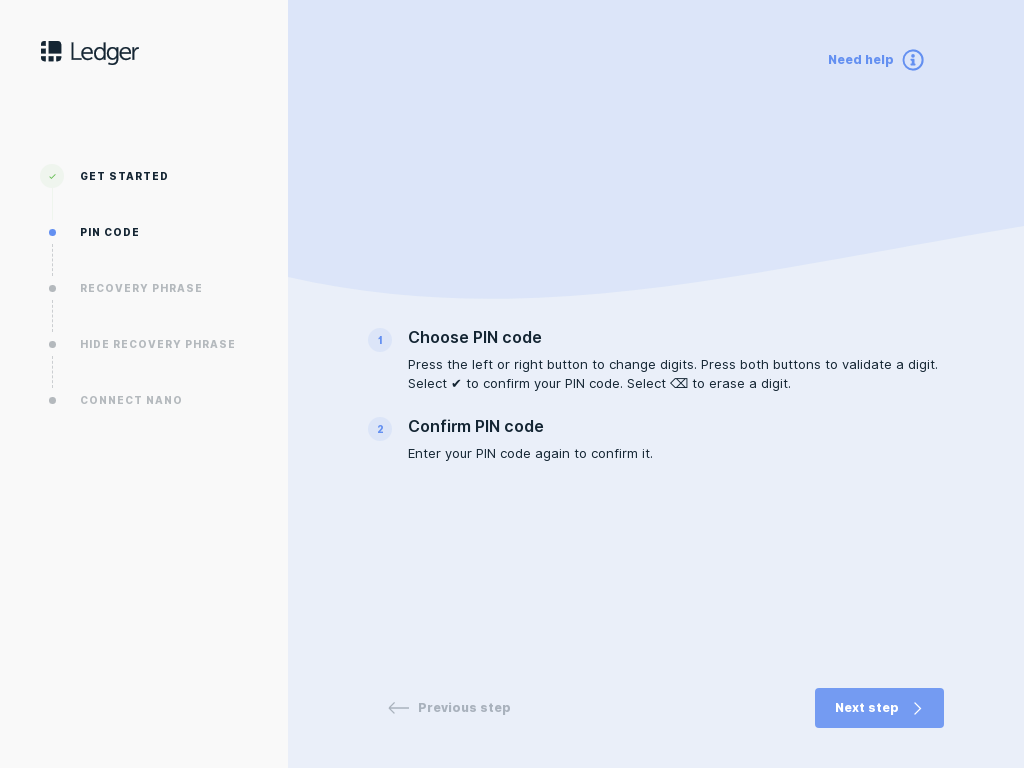 Ledger
Need help
GET STARTED
PIN CODE
RECOVERY PHRASE
HIDE RECOVERY PHRASE
CONNECT NANO
1
Choose PIN code
Press the left or right button to change digits. Press both buttons to validate a digit.
Select ✔ to confirm your PIN code. Select ⌫ to erase a digit.
2
Confirm PIN code
Enter your PIN code again to confirm it.
Previous step
Next step